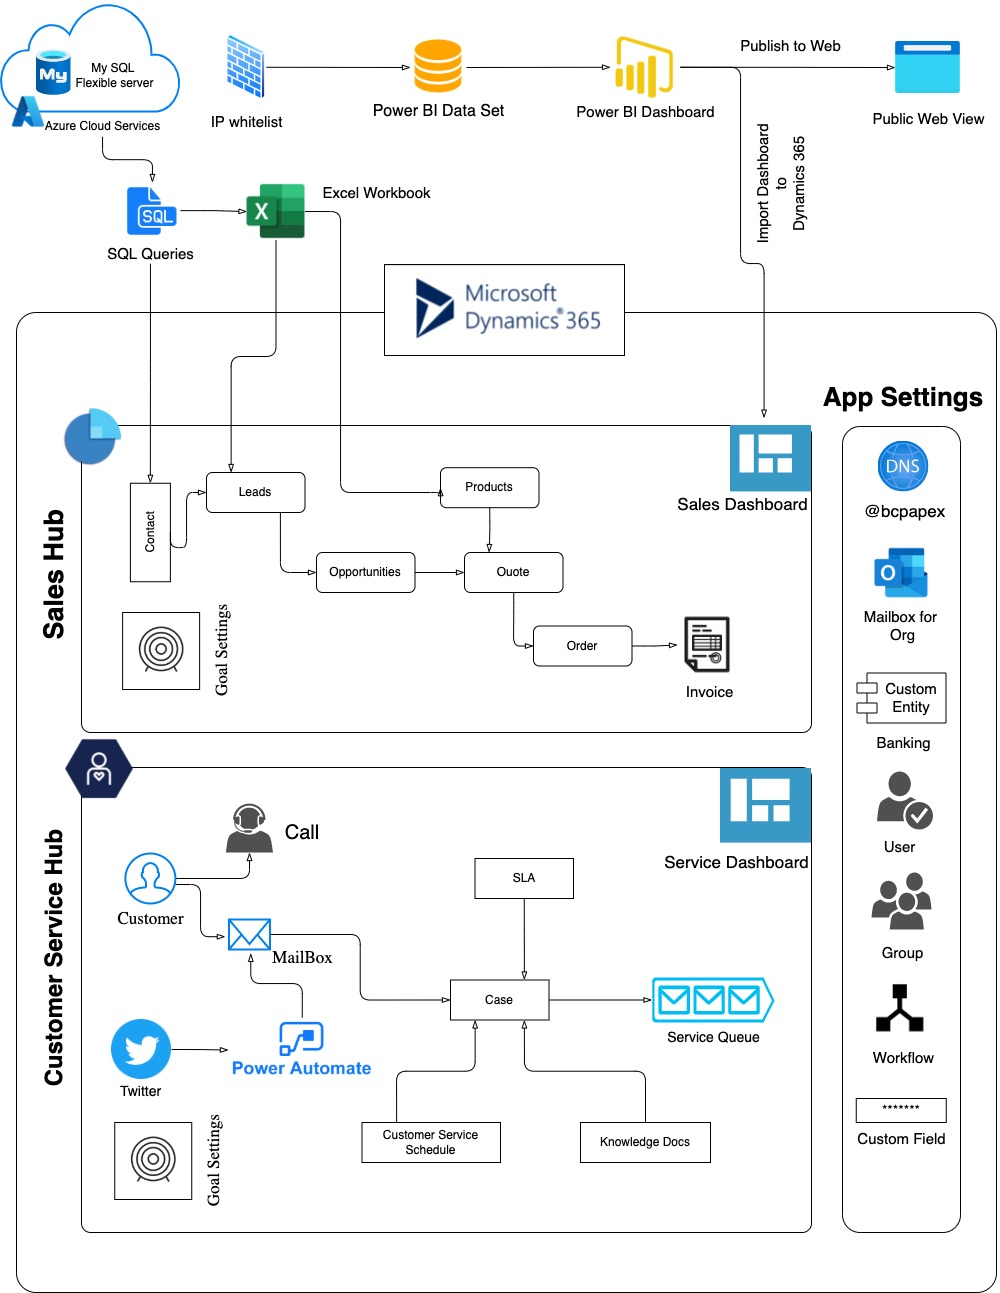 My
My SQL
Flexible server
Azure Cloud Services
IP whitelist
Power BI Data Set
Power BI Dashboard
Publish to Web
Public Web View
Import Dashboard
to
Dynamics 365
SQL
SQL Queries
X
Excel Workbook
Microsoft
Dynamics® 365
App Settings
DNS
@bcpapex
O
Mailbox for
Org
Custom
Entity
Banking
User
Group
Workflow
*******
Custom Field
Sales Hub
Sales Dashboard
Contact
Leads
Products
Opportunities
Ouote
Order
Invoice
Goal Settings
Customer Service Hub
Service Dashboard
Call
Customer
MailBox
SLA
Case
Service Queue
Twitter
Power Automate
Customer Service
Schedule
Knowledge Docs
Goal Settings